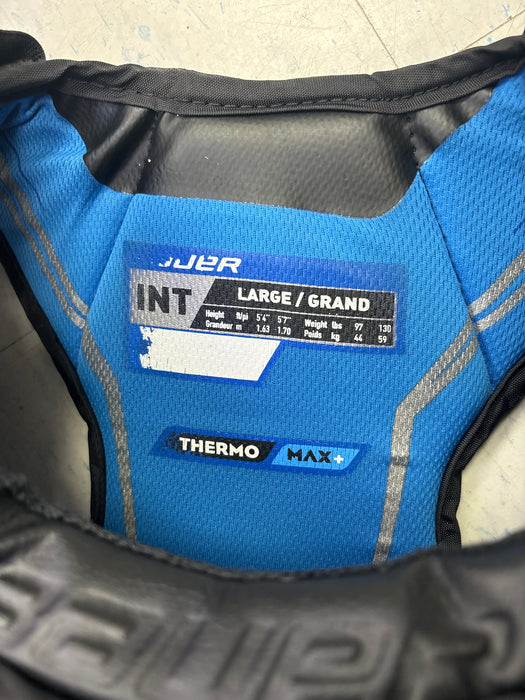 INT
LARGE / GRAND
Height ft/pi 5'4" 5'7" Weight lbs 97 130
Grandeur m 1.63 1.70 Poids kg 44 59
THERMO MAX+